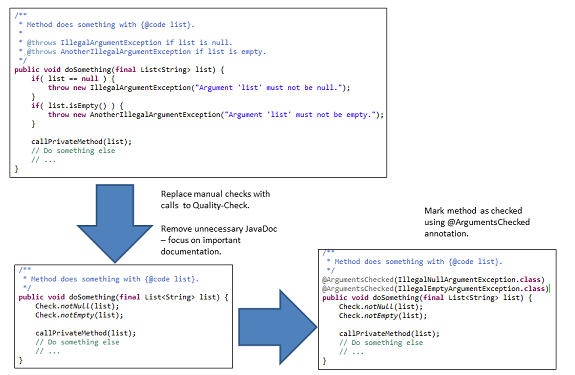 /**
 * Method does something with {@code list}.
 *
 * @throws IllegalArgumentException if list is null.
 * @throws AnotherIllegalArgumentException if list is empty.
 */
public void doSomething(final List<String> list) {
    if( list == null ) {
        throw new IllegalArgumentException("Argument 'list' must not be null.");
    }
    if( list.isEmpty() ) {
        throw new AnotherIllegalArgumentException("Argument 'list' must not be empty.");
    }

    callPrivateMethod(list);
    // Do something else
    // ...
}
Replace manual checks with
calls to Quality-Check.
Remove unnecessary JavaDoc
– focus on important
documentation.
Mark method as checked
using @ArgumentsChecked
annotation.
/**
 * Method does something with {@code list}.
 */
public void doSomething(final List<String> list) {
    Check.notNull(list);
    Check.notEmpty(list);

    callPrivateMethod(list);
    // Do something else
    // ...
}
/**
 * Method does something with {@code list}.
 */
@ArgumentsChecked(IllegalNullArgumentException.class)
@ArgumentsChecked(IllegalEmptyArgumentException.class)
public void doSomething(final List<String> list) {
    Check.notNull(list);
    Check.notEmpty(list);

    callPrivateMethod(list);
    // Do something else
    // ...
}